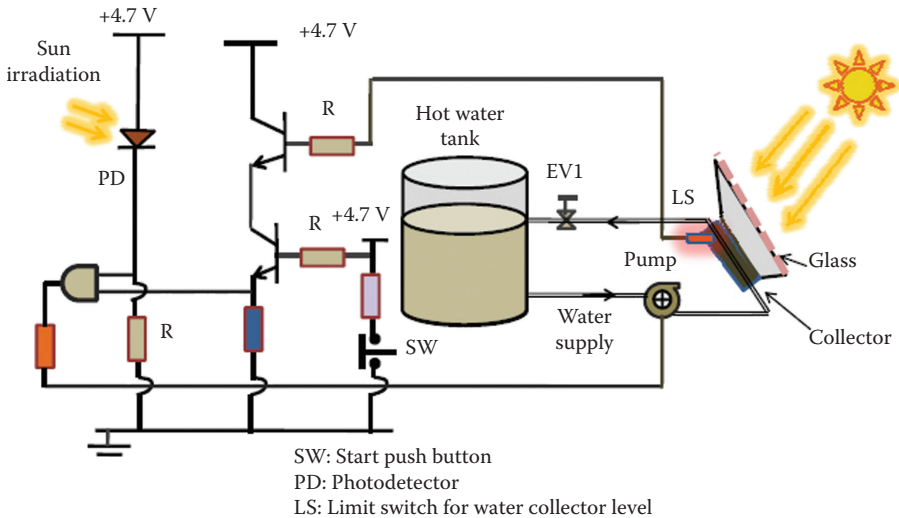 +4.7 V
+4.7 V
Sun
irradiation
R
Hot water
tank
EV1
LS
PD
R
+4.7 V
Pump
Glass
R
SW
Water
supply
Collector
SW: Start push button
PD: Photodetector
LS: Limit switch for water collector level